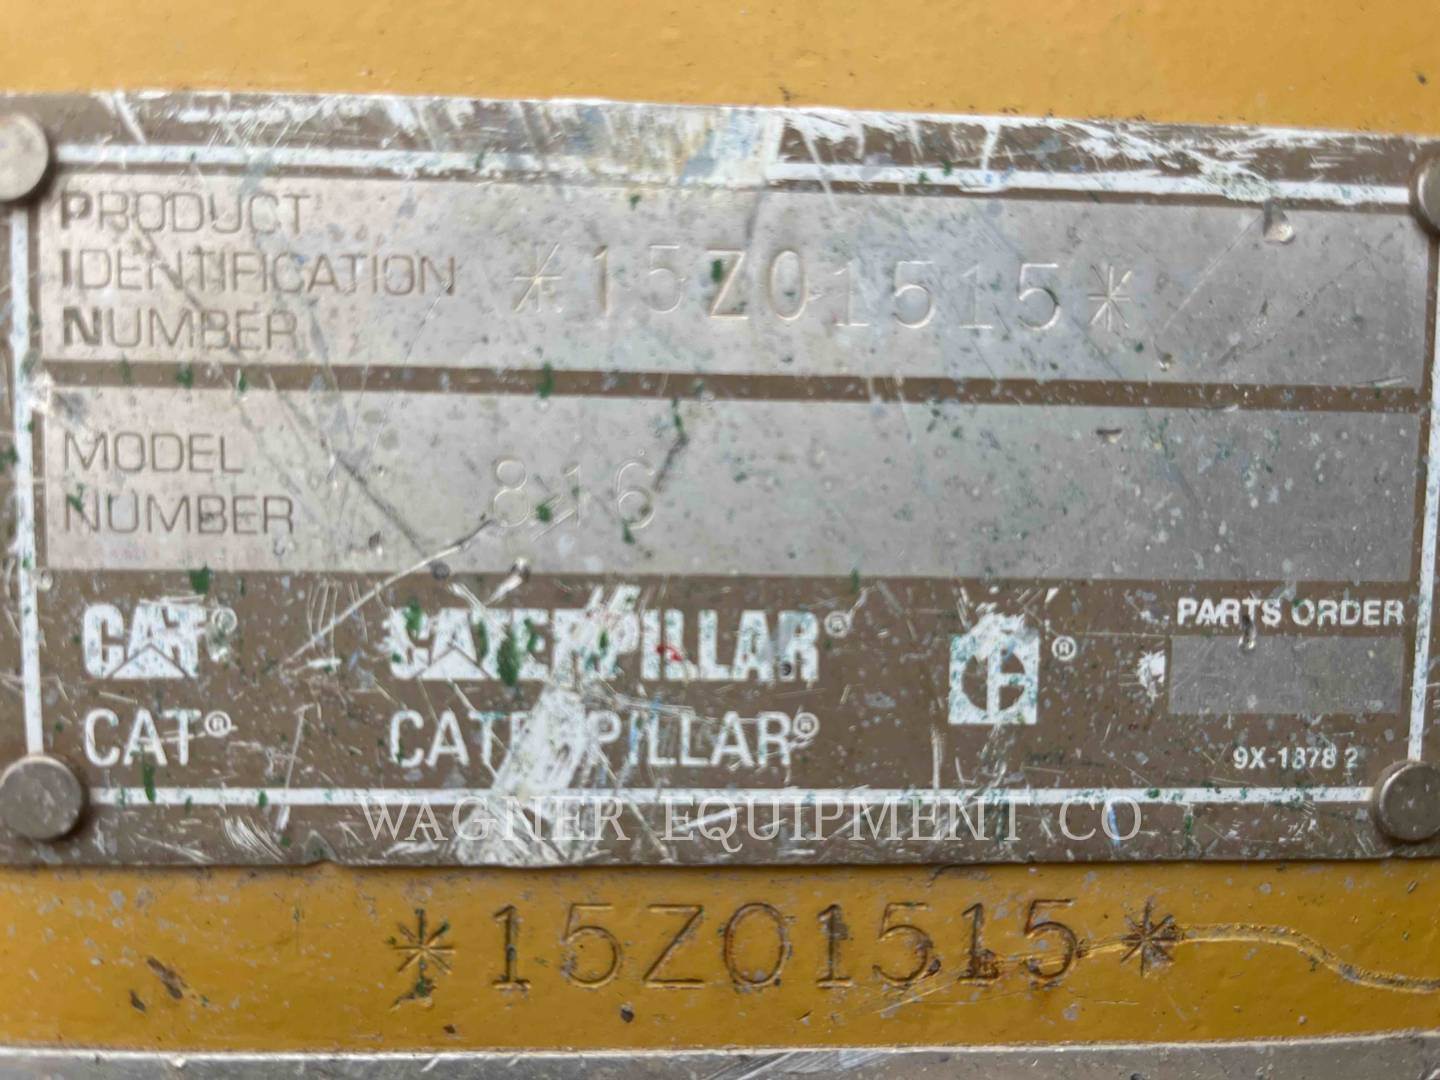 PRODUCT
IDENTIFICATION
NUMBER
*15Z01515*
MODEL
NUMBER
816
CAT® CATERPILLAR® ®
CAT® CATERPILLAR®
PARTS ORDER
9X-1878 2
WAGNER EQUIPMENT CO
*15Z01515*